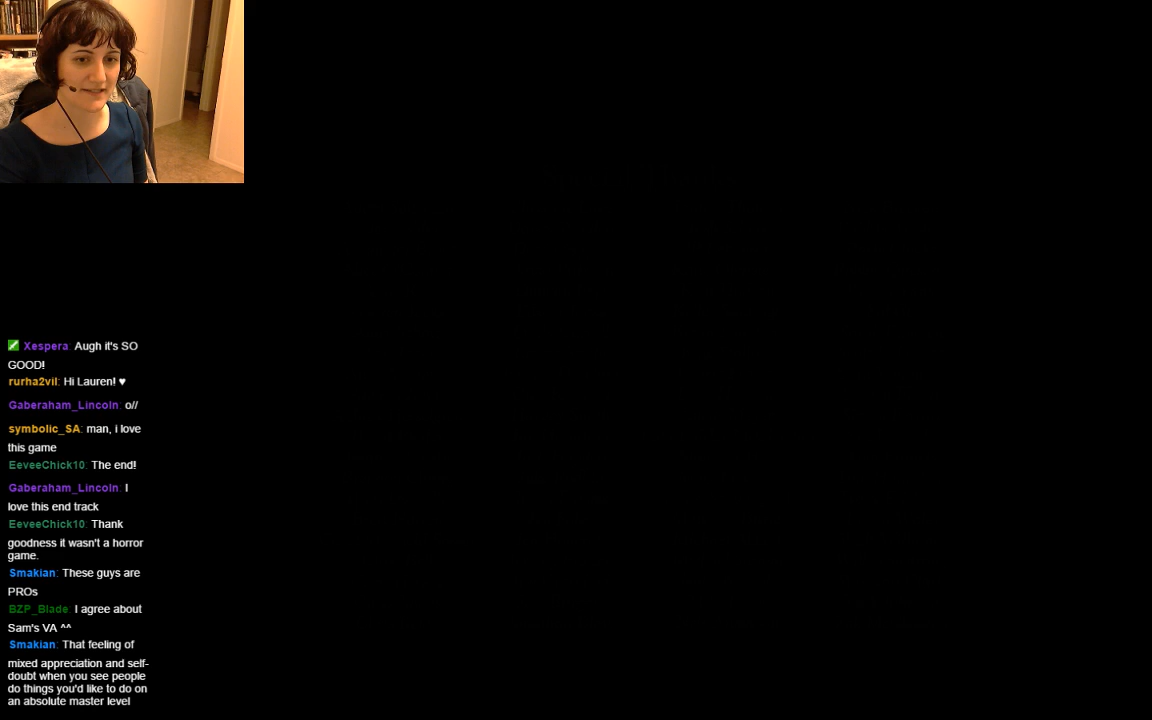 Xespera Augh it's SO
GOOD!
rurha2vil: Hi Lauren! ♥
Gaberaham_Lincoln: o//
symbolic_SA: man, i love
this game
EeveeChick10: The end!
Gaberaham_Lincoln: I
love this end track
EeveeChick10: Thank
goodness it wasn't a horror
game.
Smakian: These guys are
PROs
BZP_Blade: I agree about
Sam's VA ^^
Smakian: That feeling of
mixed appreciation and self-
doubt when you see people
do things you'd like to do on
an absolute master level